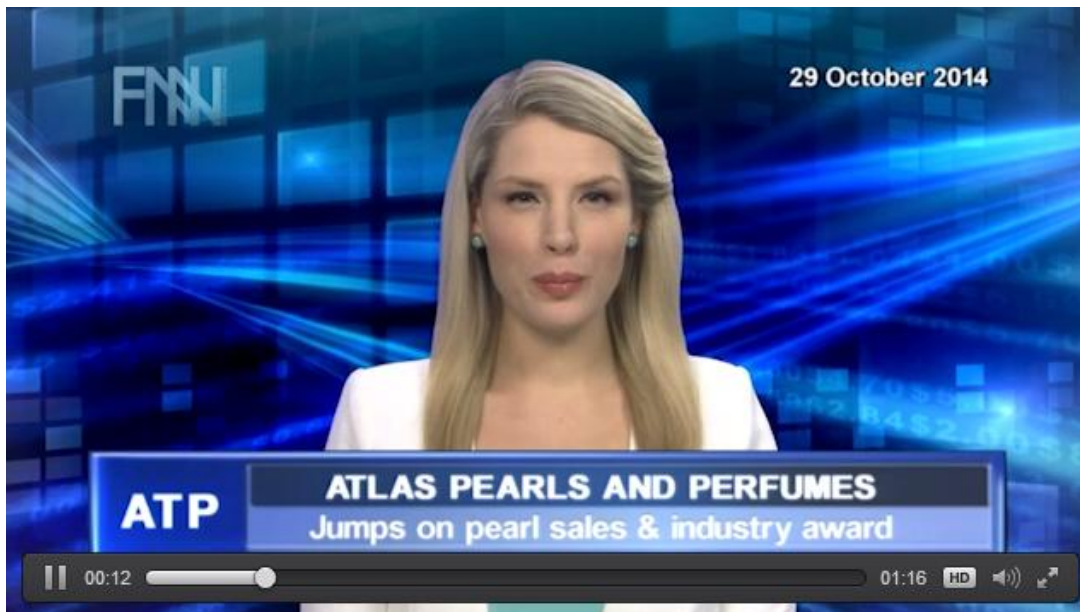 FNN
29 October 2014
ATP
ATLAS PEARLS AND PERFUMES
Jumps on pearl sales & industry award
00:12
01:16
HD